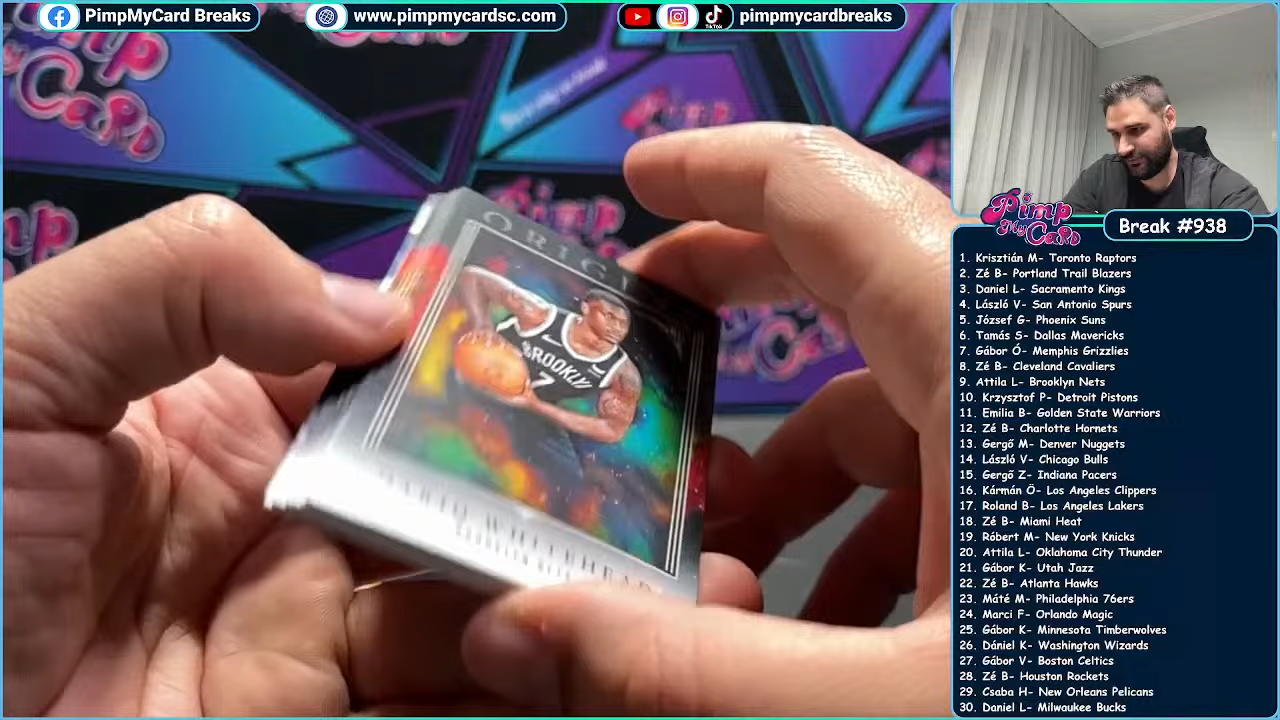 PimpMyCard Breaks
www.pimpmycardsc.com
TikTok
pimpmycardbreaks
Pimp
My CaRD
Break #938
1. Krisztián M- Toronto Raptors
2. Zé B- Portland Trail Blazers
3. Daniel L- Sacramento Kings
4. László V- San Antonio Spurs
5. József G- Phoenix Suns
6. Tamás S- Dallas Mavericks
7. Gábor Ó- Memphis Grizzlies
8. Zé B- Cleveland Cavaliers
9. Attila L- Brooklyn Nets
10. Krzysztof P- Detroit Pistons
11. Emilia B- Golden State Warriors
12. Zé B- Charlotte Hornets
13. Gergő M- Denver Nuggets
14. László V- Chicago Bulls
15. Gergő Z- Indiana Pacers
16. Kármán Ö- Los Angeles Clippers
17. Roland B- Los Angeles Lakers
18. Zé B- Miami Heat
19. Róbert M- New York Knicks
20. Attila L- Oklahoma City Thunder
21. Gábor K- Utah Jazz
22. Zé B- Atlanta Hawks
23. Máté M- Philadelphia 76ers
24. Marci F- Orlando Magic
25. Gábor K- Minnesota Timberwolves
26. Dániel K- Washington Wizards
27. Gábor V- Boston Celtics
28. Zé B- Houston Rockets
29. Csaba H- New Orleans Pelicans
30. Daniel L- Milwaukee Bucks
Pimp
CaRD
BROOKLYN
7
WHITEHEAD